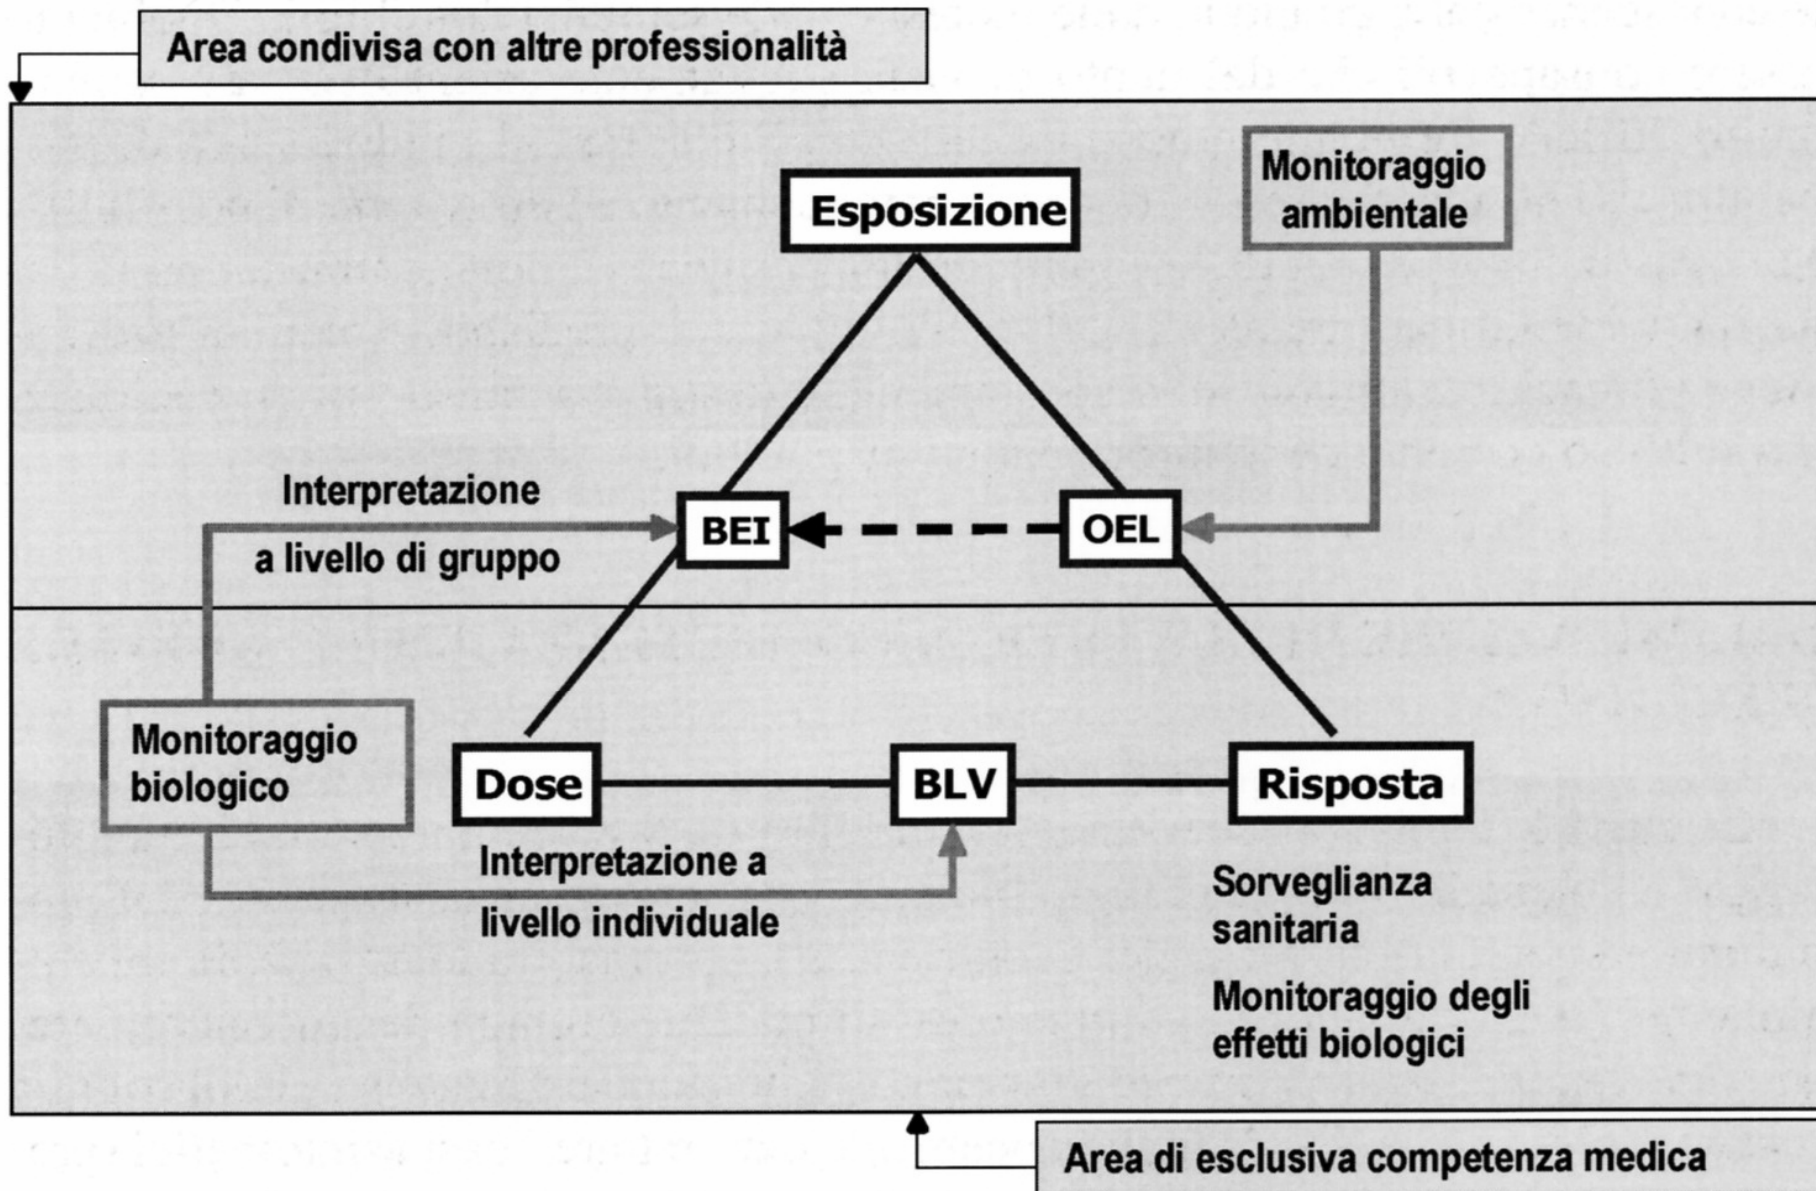 Area condivisa con altre professionalità
Monitoraggio
ambientale
Esposizione
Interpretazione
a livello di gruppo
BEI
OEL
Monitoraggio
biologico
Dose
BLV
Risposta
Interpretazione a
livello individuale
Sorveglianza
sanitaria
Monitoraggio degli
effetti biologici
Area di esclusiva competenza medica